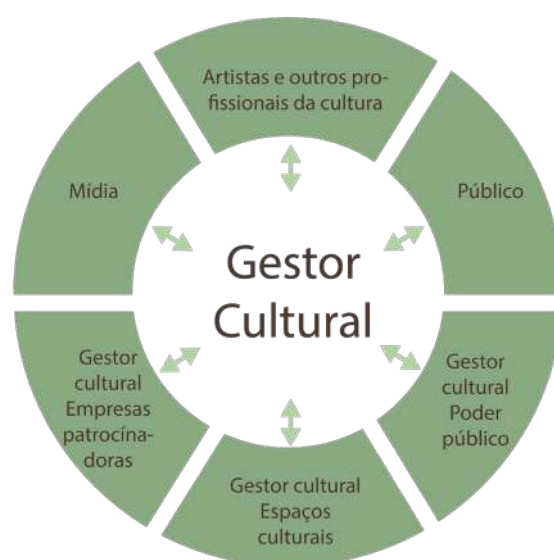 Artistas e outros pro-
fissionais da cultura
Mídia
Público
Gestor
Cultural
Gestor
cultural
Empresas
patrocína-
doras
Gestor
cultural
Poder
público
Gestor cultural
Espaços
culturais